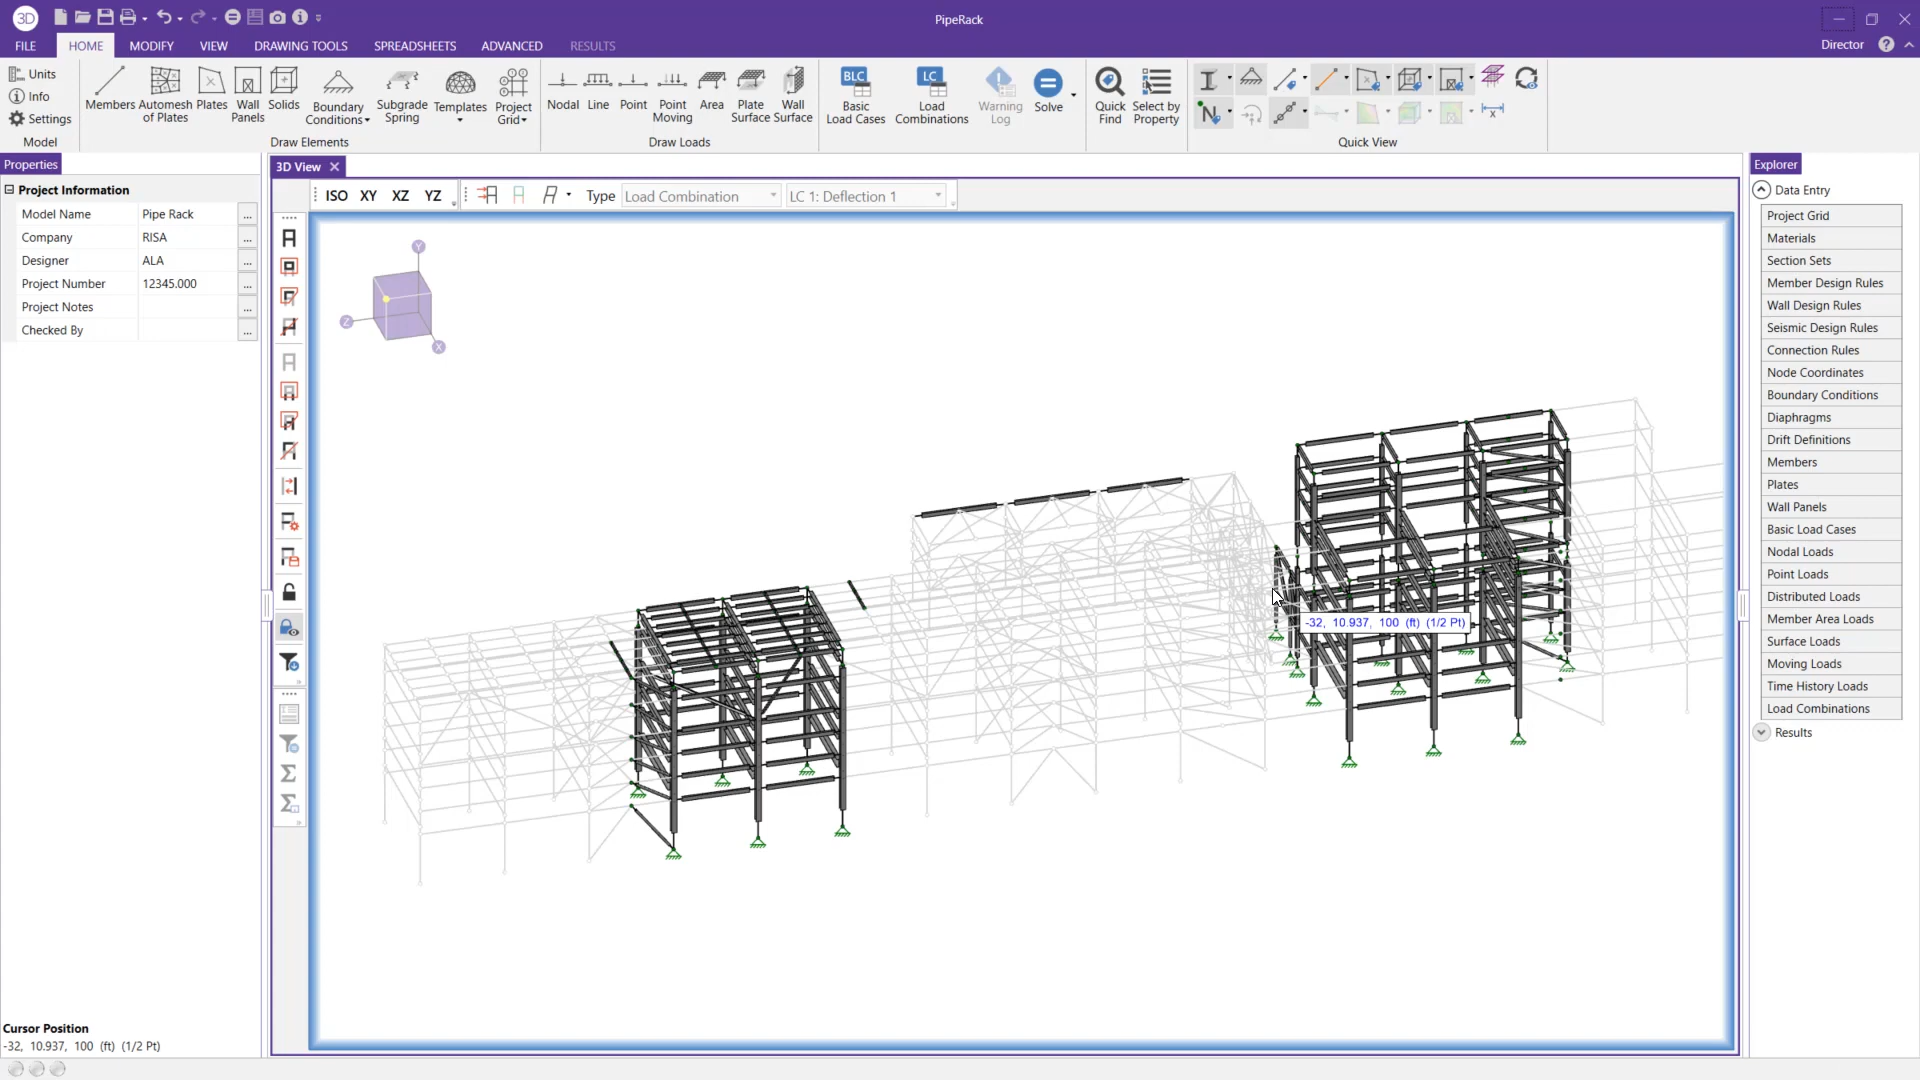 3D
PipeRack
FILE
HOME
MODIFY
VIEW
DRAWING TOOLS
SPREADSHEETS
ADVANCED
RESULTS
Director
Units
Info
Settings
Model
Members
Automesh of Plates
Plates
Wall Panels
Solids
Boundary Conditions
Subgrade Spring
Templates
Project Grid
Draw Elements
Nodal
Line
Point
Point Moving
Area
Plate Surface
Wall Surface
Draw Loads
BLC
Basic Load Cases
LC
Load Combinations
Warning Log
Solve
Quick Find
Select by Property
N
Quick View
Properties
Project Information
Model Name Pipe Rack ...
Company RISA ...
Designer ALA ...
Project Number 12345.000 ...
Project Notes ...
Checked By ...
Cursor Position
-32, 10.937, 100 (ft) (1/2 Pt)
3D View
ISO XY XZ YZ
Type
Load Combination
LC 1: Deflection 1
Y
Z
X
-32, 10.937, 100 (ft) (1/2 Pt)
Explorer
Data Entry
Project Grid
Materials
Section Sets
Member Design Rules
Wall Design Rules
Seismic Design Rules
Connection Rules
Node Coordinates
Boundary Conditions
Diaphragms
Drift Definitions
Members
Plates
Wall Panels
Basic Load Cases
Nodal Loads
Point Loads
Distributed Loads
Member Area Loads
Surface Loads
Moving Loads
Time History Loads
Load Combinations
Results